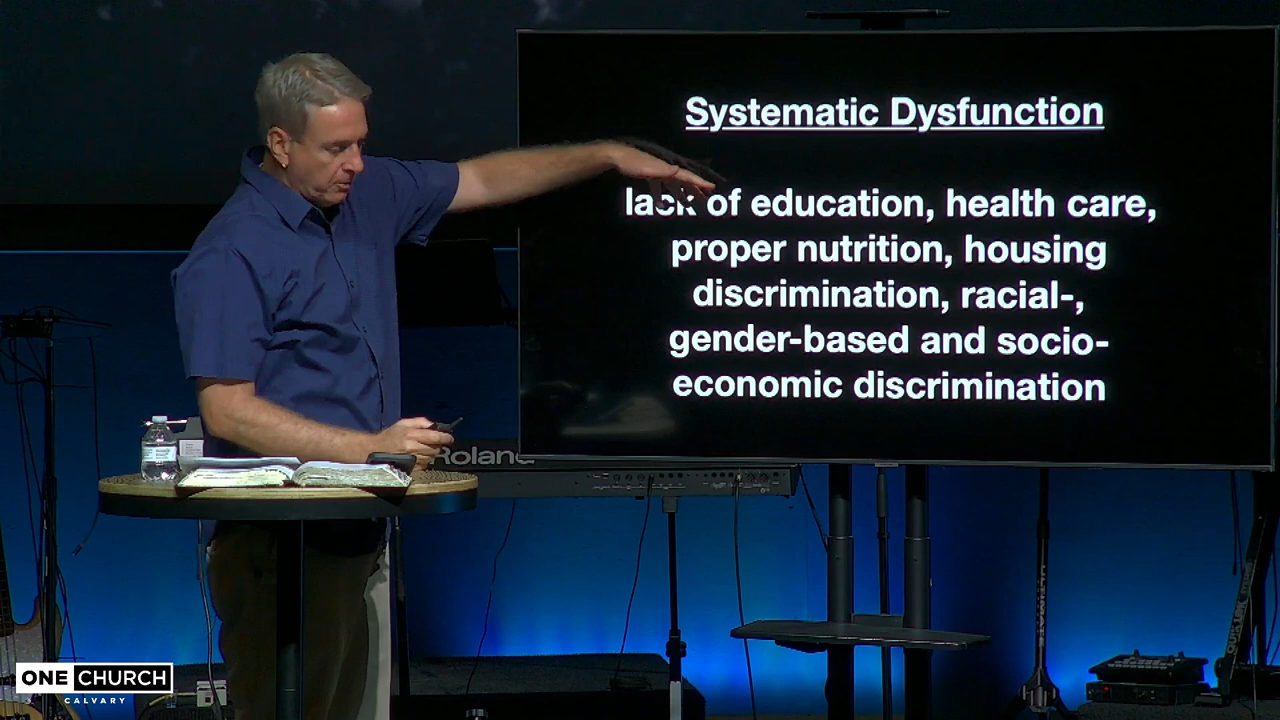 Systematic Dysfunction
lack of education, health care,
proper nutrition, housing
discrimination, racial-,
gender-based and socio-
economic discrimination
Roland
ONE CHURCH
CALVARY